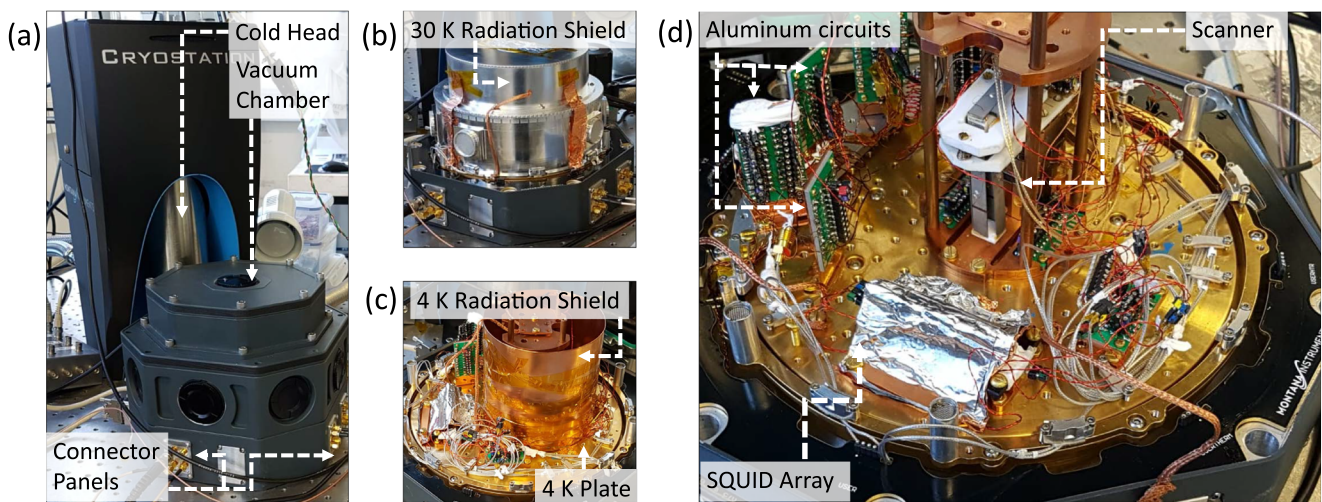 (a)
CRYOSTATION
Cold Head
Vacuum
Chamber
Connector
Panels
(b)
30 K Radiation Shield
(c)
4 K Radiation Shield
4 K Plate
(d)
Aluminum circuits
Scanner
SQUID Array
MONTANA INSTRUMENT